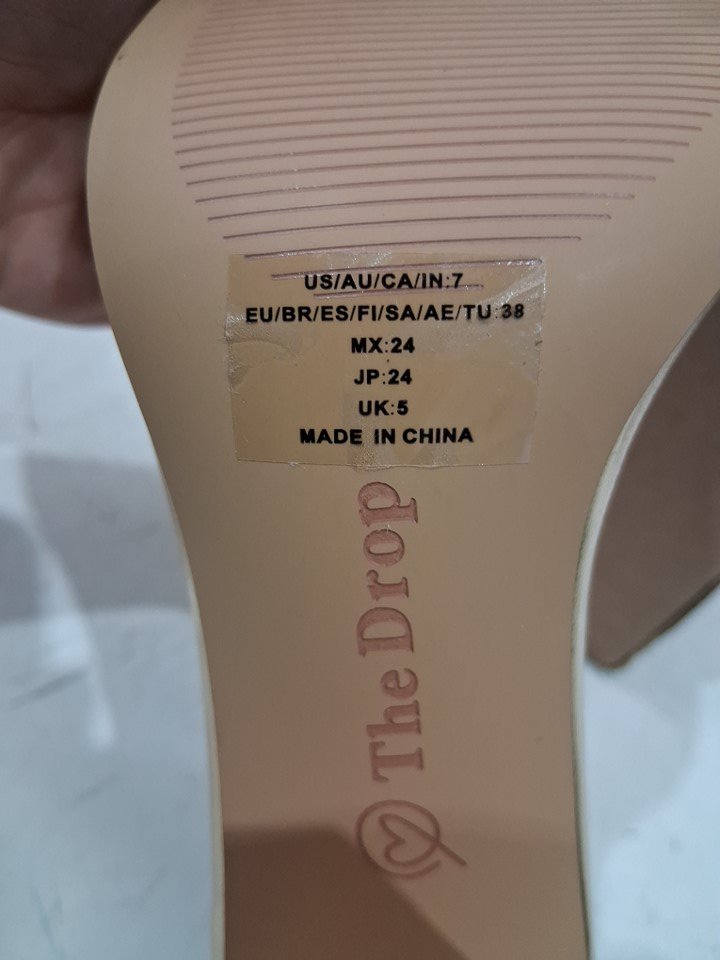 US/AU/CA/IN:7
EU/BR/ES/FI/SA/AE/TU:38
MX:24
JP:24
UK:5
MADE IN CHINA
The Drop